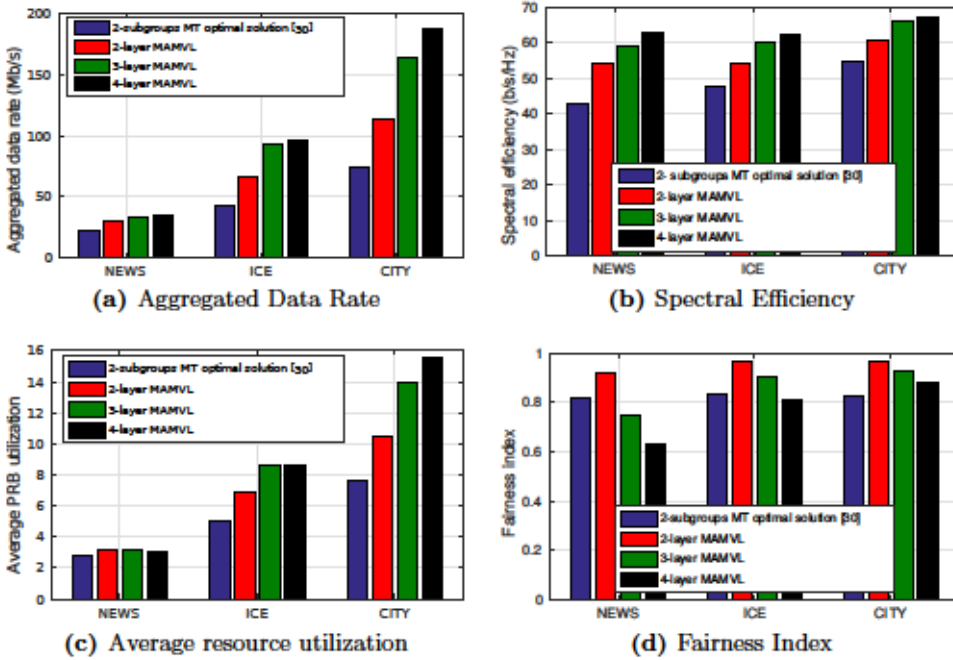 200
150
100
50
0
Aggregated data rate (Mb/s)
2-subgroups MT optimal solution [30]
2-layer MAMVL
3-layer MAMVL
4-layer MAMVL
NEWS ICE CITY
(a) Aggregated Data Rate
70
60
50
40
30
20
10
0
Spectral efficiency (b/s/Hz)
2- subgroups MT optimal solution [30]
2-layer MAMVL
3-layer MAMVL
4-layer MAMVL
NEWS ICE CITY
(b) Spectral Efficiency
16
14
12
10
8
6
4
2
0
Average PRB utilization
2-subgroups MT optimal solution [30]
2-layer MAMVL
3-layer MAMVL
4-layer MAMVL
NEWS ICE CITY
(c) Average resource utilization
1
0.8
0.6
0.4
0.2
0
Fairness index
2-subgroups MT optimal solution [30]
2-layer MAMVL
3-layer MAMVL
4-layer MAMVL
NEWS ICE CITY
(d) Fairness Index